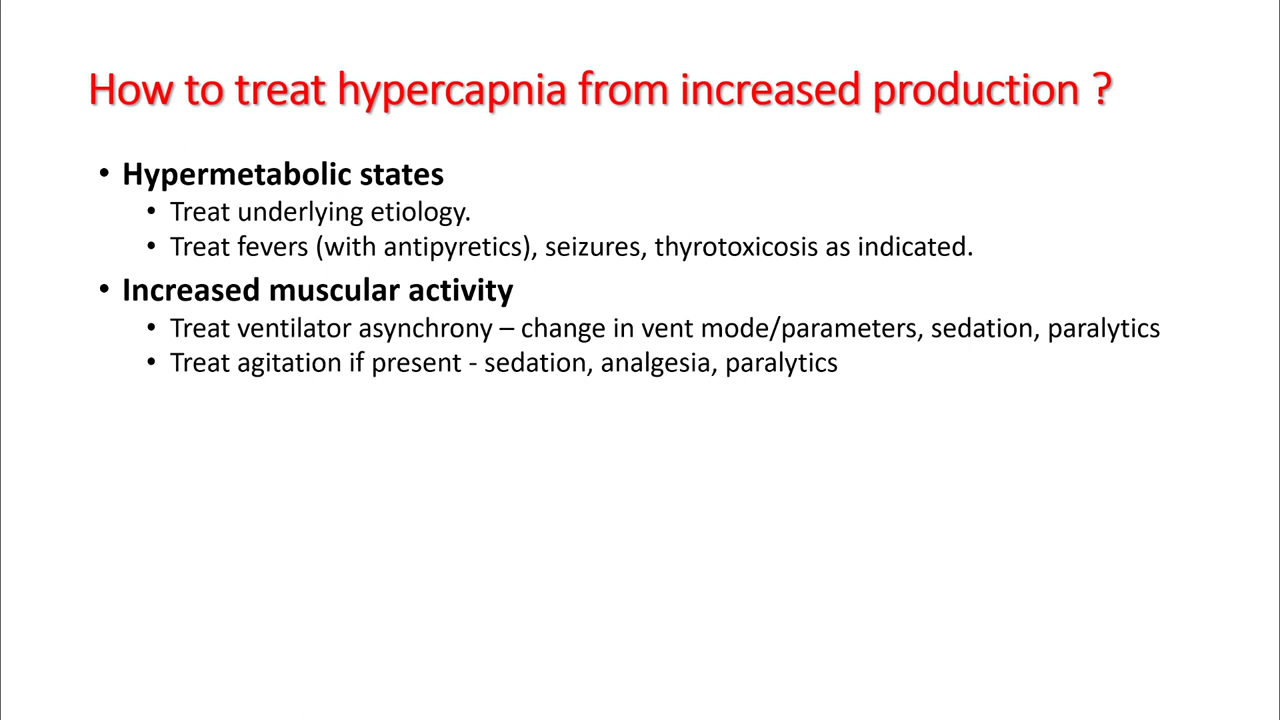 How to treat hypercapnia from increased production ?
• Hypermetabolic states
• Treat underlying etiology.
• Treat fevers (with antipyretics), seizures, thyrotoxicosis as indicated.
• Increased muscular activity
• Treat ventilator asynchrony – change in vent mode/parameters, sedation, paralytics
• Treat agitation if present - sedation, analgesia, paralytics